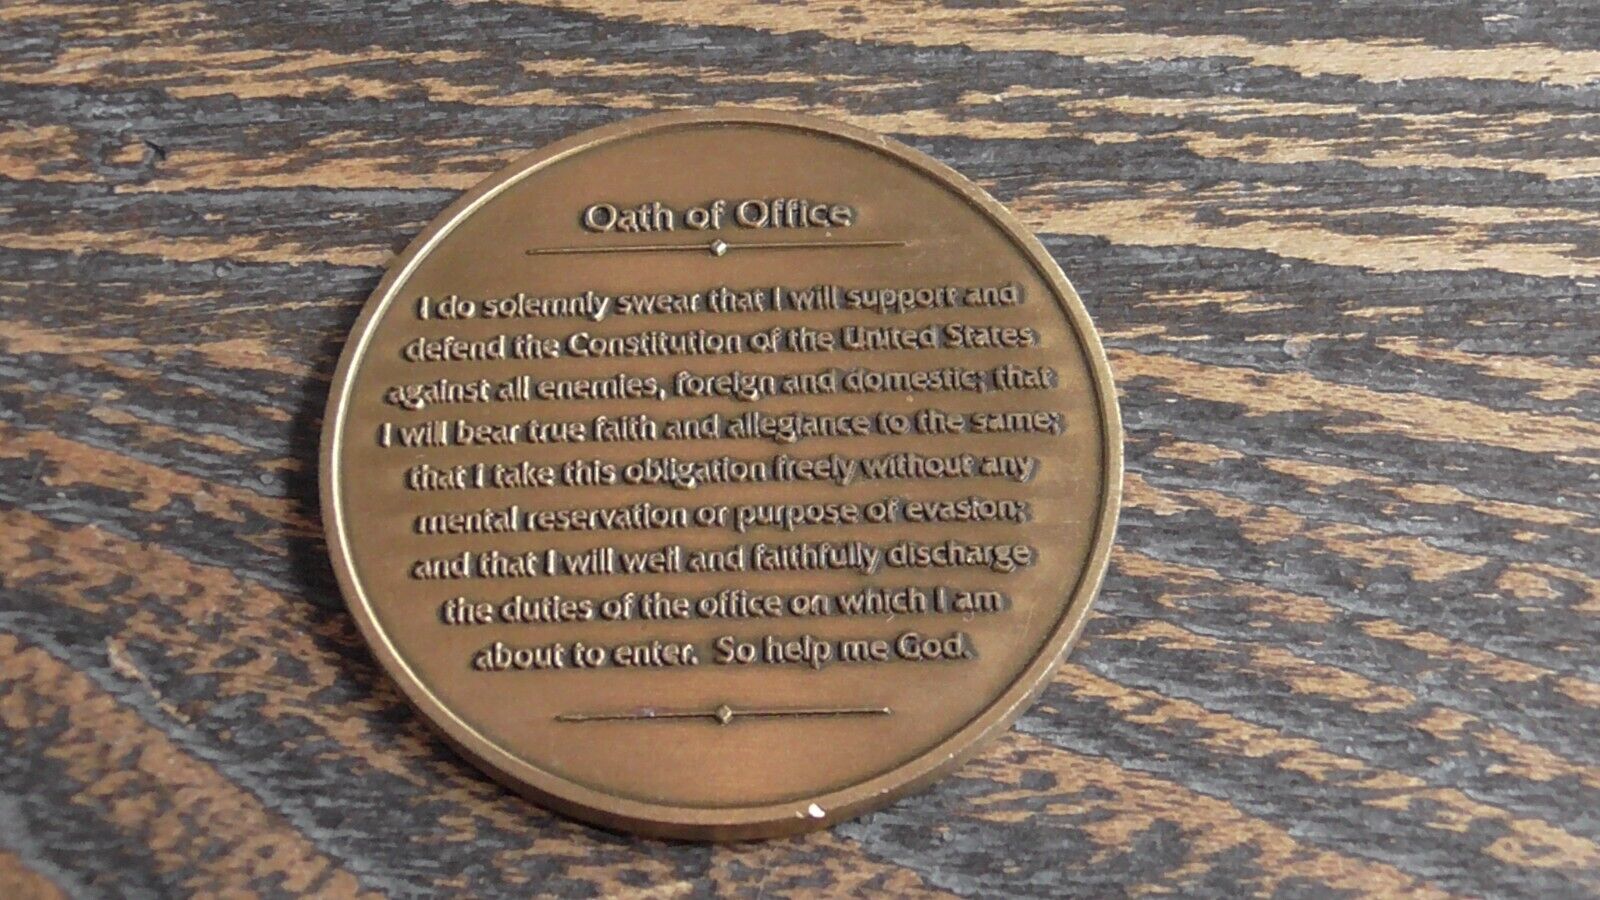 Oath of Office
I do solemnly swear that I will support and
defend the Constitution of the United States
against all enemies, foreign and domestic; that
I will bear true faith and allegiance to the same;
that I take this obligation freely without any
mental reservation or purpose of evasion;
and that I will well and faithfully discharge
the duties of the office on which I am
about to enter. So help me God.